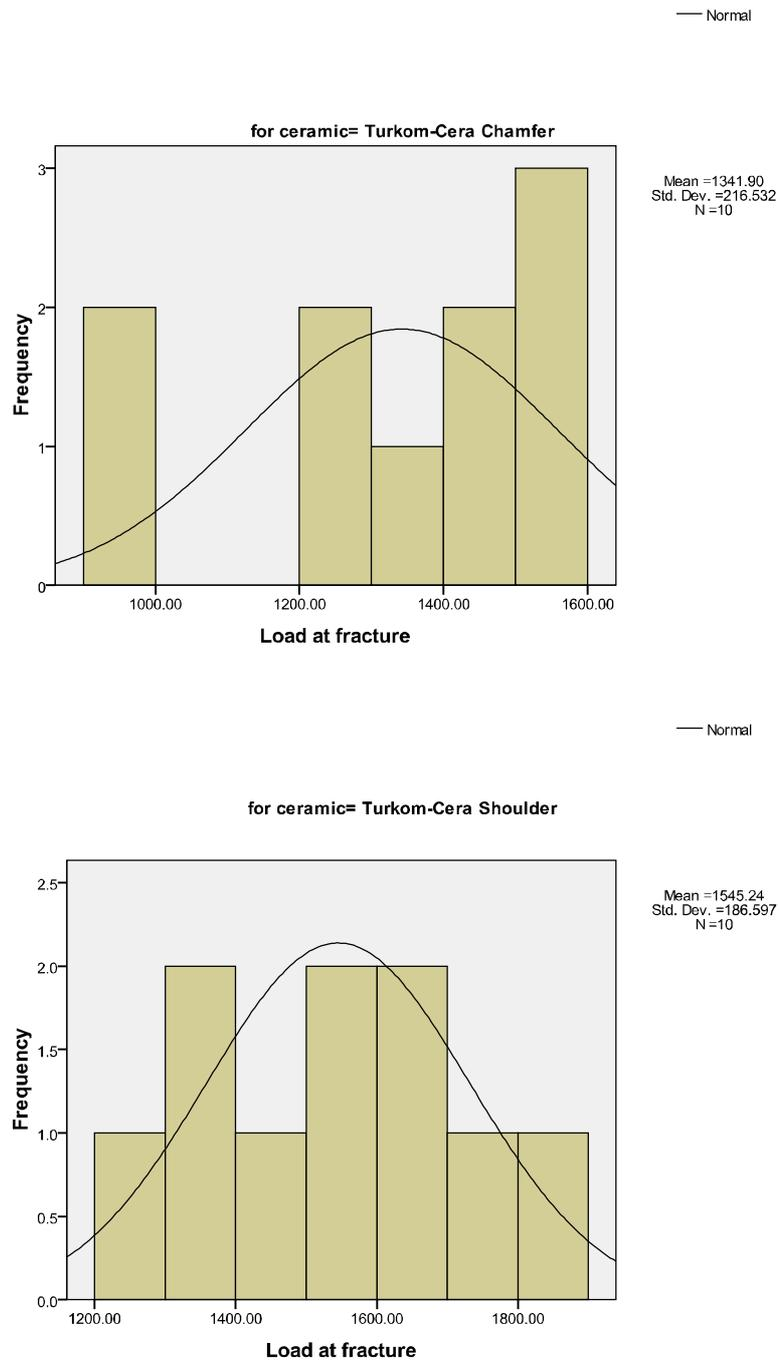 Normal
for ceramic= Turkom-Cera Chamfer
Mean =1341.90
Std. Dev. =216.532
N =10
3
2
1
0
Frequency
1000.00 1200.00 1400.00 1600.00
Load at fracture
Normal
for ceramic= Turkom-Cera Shoulder
Mean =1545.24
Std. Dev. =186.597
N =10
2.5
2.0
1.5
1.0
0.5
0.0
Frequency
1200.00 1400.00 1600.00 1800.00
Load at fracture